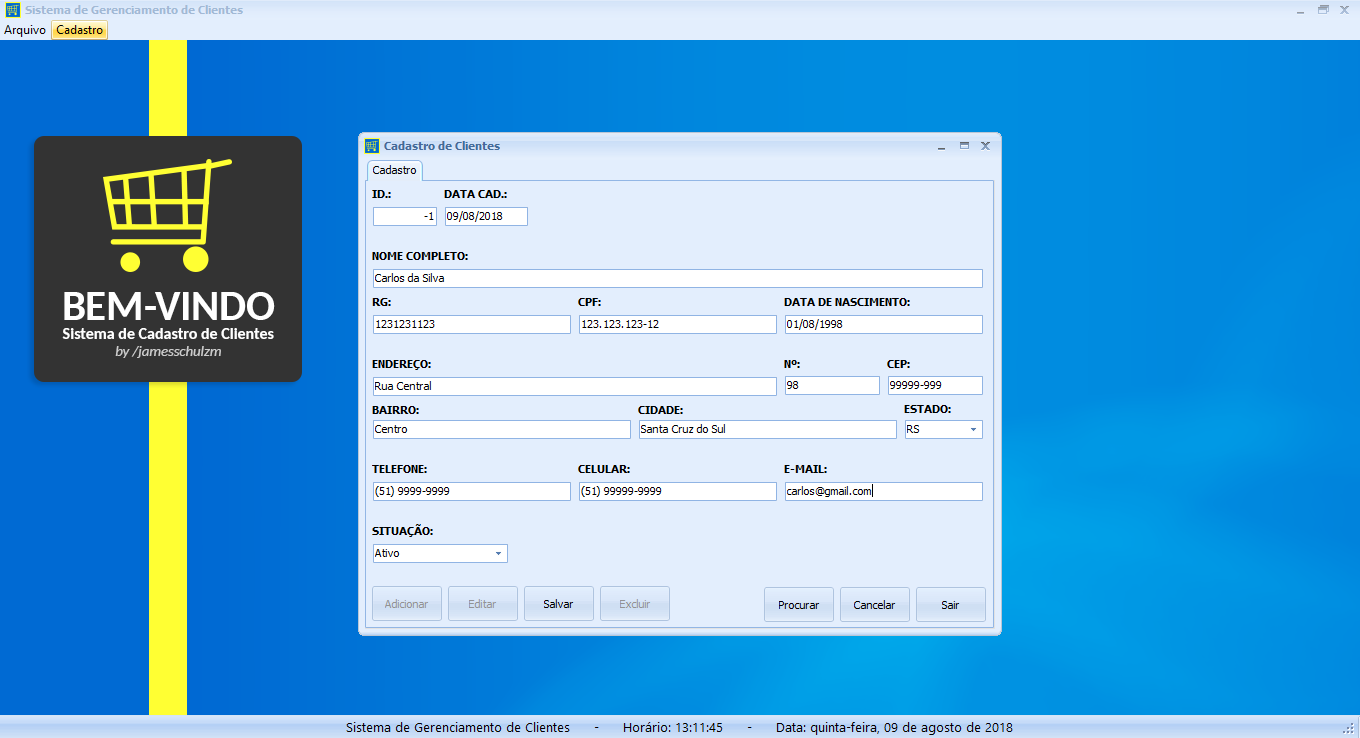 Sistema de Gerenciamento de Clientes
Arquivo Cadastro
BEM-VINDO
Sistema de Cadastro de Clientes
by /jamesschulzm
Cadastro de Clientes
Cadastro
ID.: DATA CAD.:
-1 09/08/2018
NOME COMPLETO:
Carlos da Silva
RG: CPF: DATA DE NASCIMENTO:
1231231123 123.123.123-12 01/08/1998
ENDEREÇO: Nº: CEP:
Rua Central 98 99999-999
BAIRRO: CIDADE: ESTADO:
Centro Santa Cruz do Sul RS
TELEFONE: CELULAR: E-MAIL:
(51) 9999-9999 (51) 99999-9999 carlos@gmail.com
SITUAÇÃO:
Ativo
Adicionar Editar Salvar Excluir Procurar Cancelar Sair
Sistema de Gerenciamento de Clientes - Horário: 13:11:45 - Data: quinta-feira, 09 de agosto de 2018